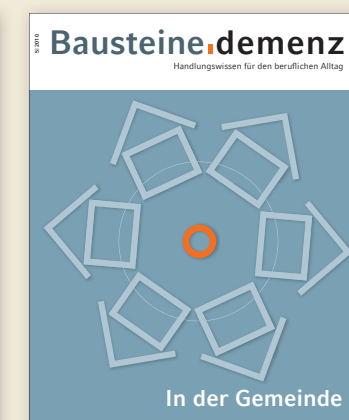 5/2010
Bausteine.demenz
Handlungswissen für den beruflichen Alltag
In der Gemeinde